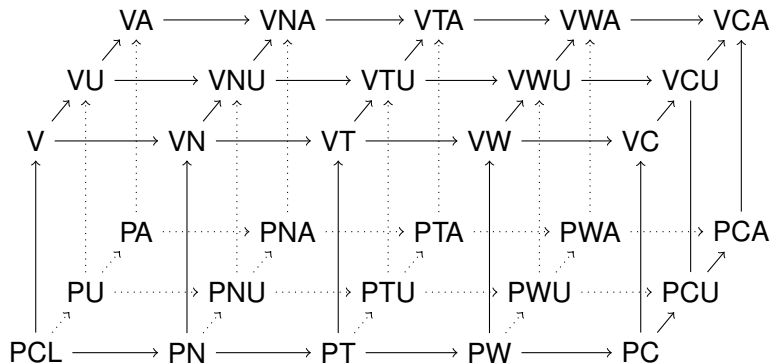 VA VNA VTA VWA VCA
VU VNU VTU VWU VCU
V VN VT VW VC
PA PNA PTA PWA PCA
PU PNU PTU PWU PCU
PCL PN PT PW PC